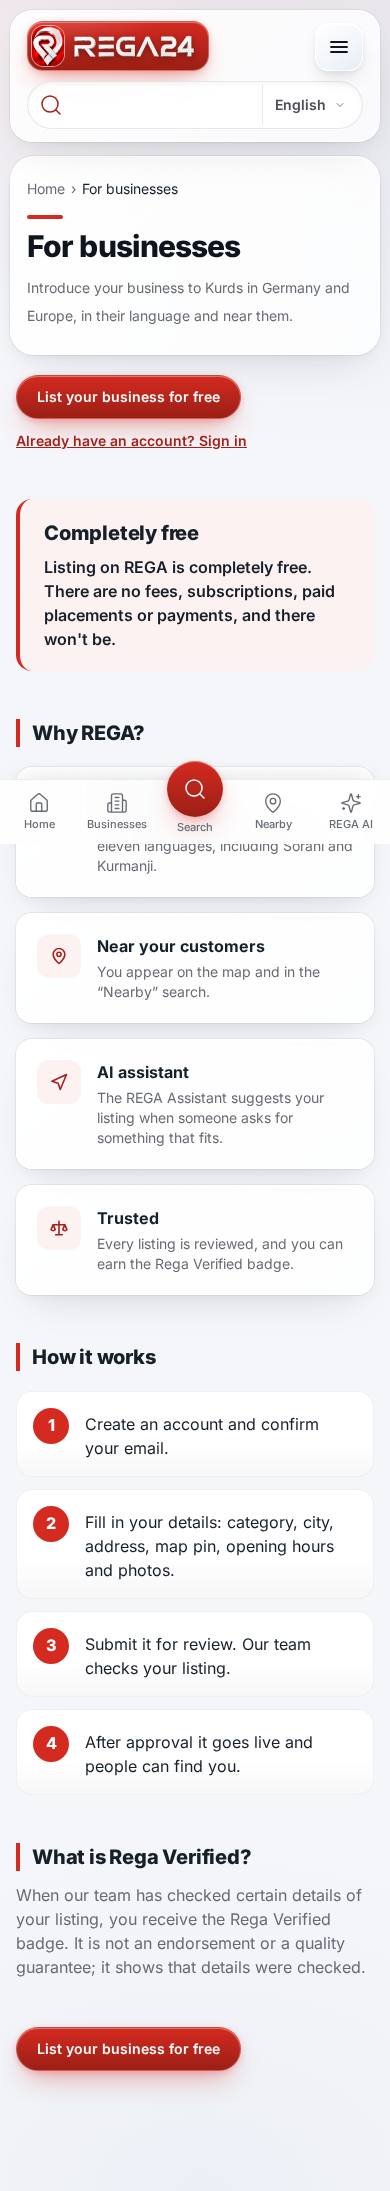 REGA24
English
Home › For businesses
For businesses
Introduce your business to Kurds in Germany and
Europe, in their language and near them.
List your business for free
Already have an account? Sign in
Completely free
Listing on REGA is completely free.
There are no fees, subscriptions, paid
placements or payments, and there
won't be.
Why REGA?
Home
Businesses
Search
Nearby
REGA AI
eleven languages, including Sorani and
Kurmanji.
Near your customers
You appear on the map and in the
“Nearby” search.
AI assistant
The REGA Assistant suggests your
listing when someone asks for
something that fits.
Trusted
Every listing is reviewed, and you can
earn the Rega Verified badge.
How it works
1 Create an account and confirm
your email.
2 Fill in your details: category, city,
address, map pin, opening hours
and photos.
3 Submit it for review. Our team
checks your listing.
4 After approval it goes live and
people can find you.
What is Rega Verified?
When our team has checked certain details of
your listing, you receive the Rega Verified
badge. It is not an endorsement or a quality
guarantee; it shows that details were checked.
List your business for free